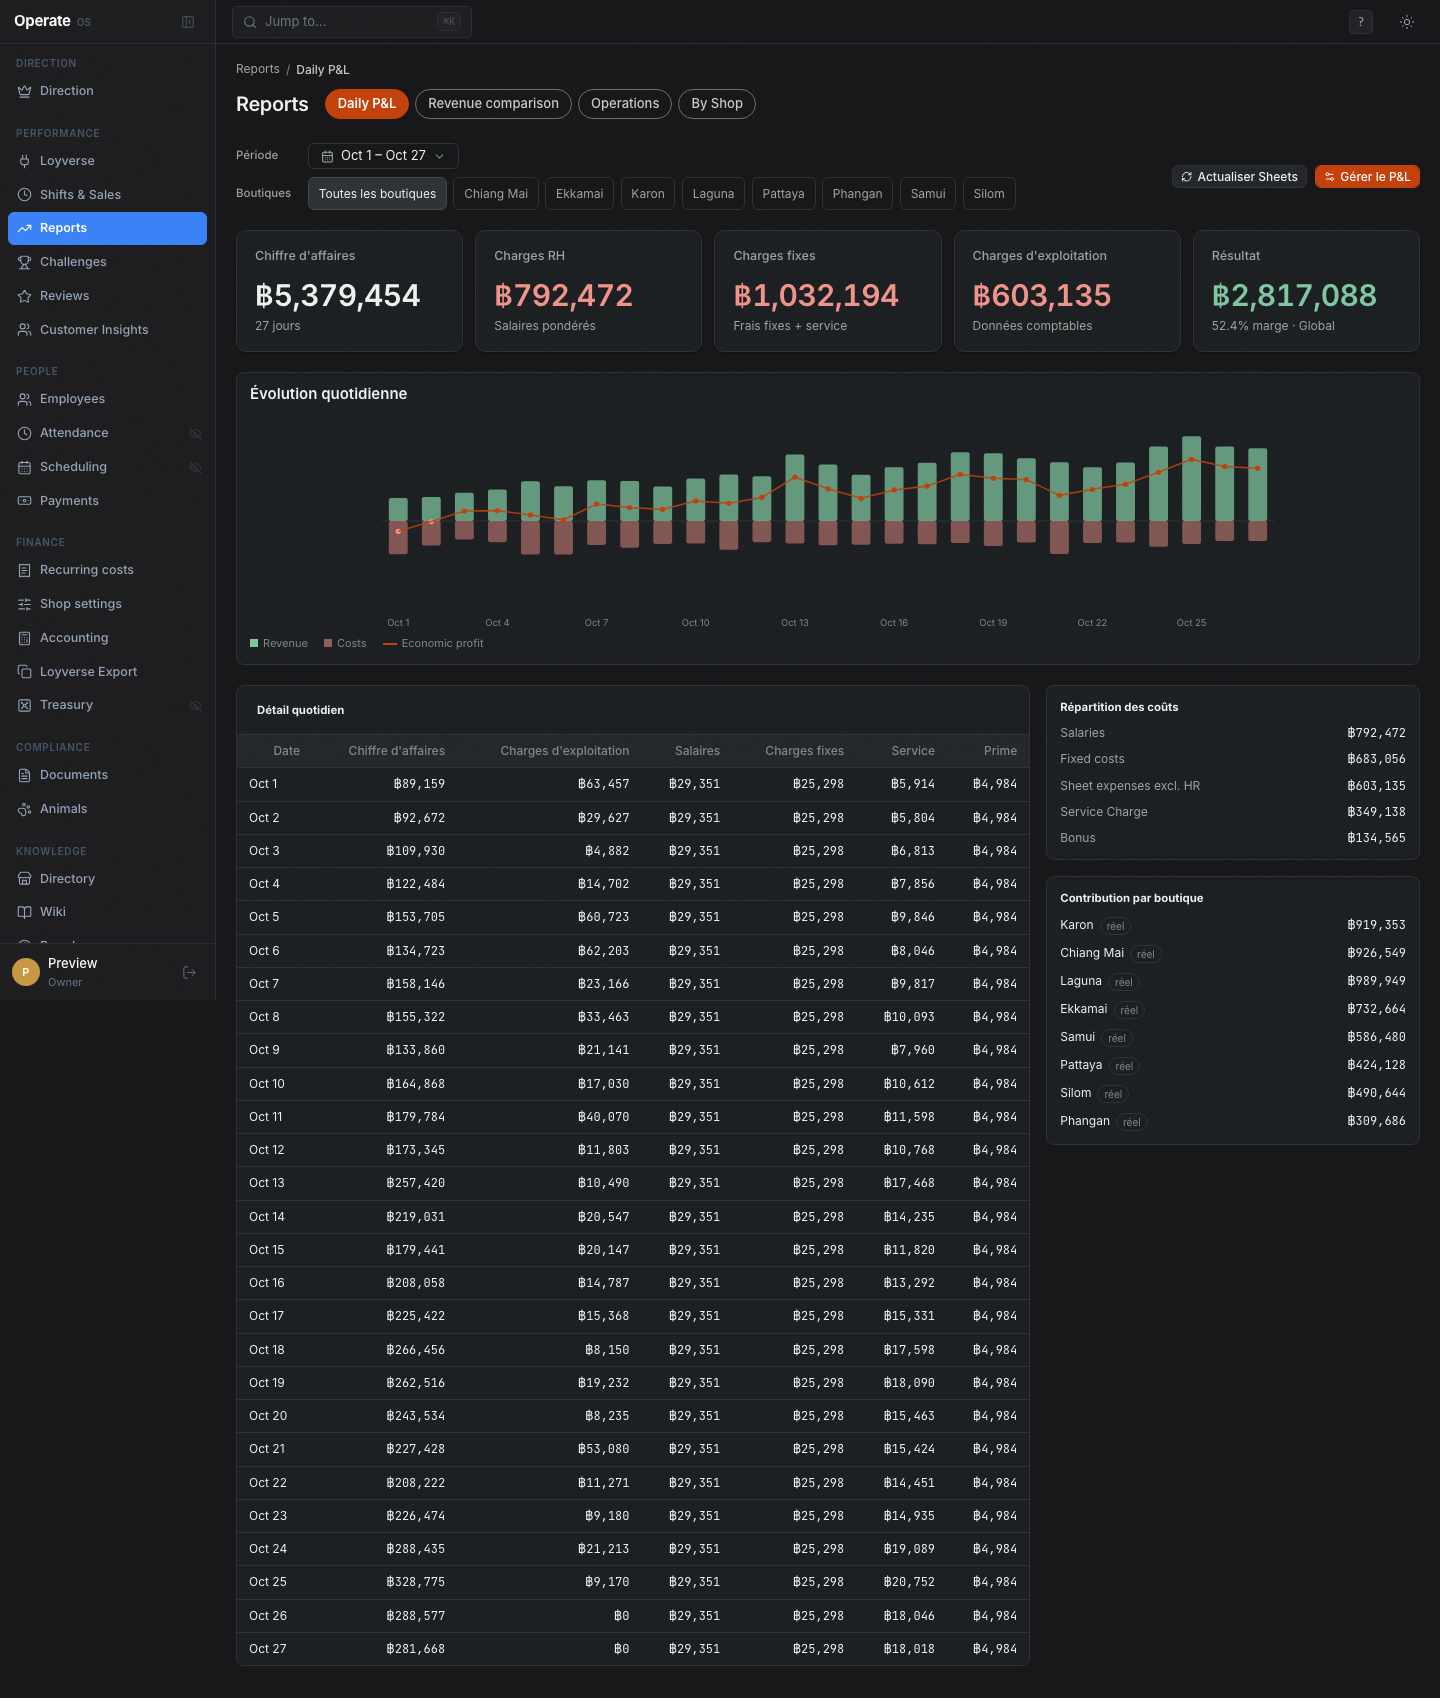 Operate OS
Jump to...
⌘K
?
DIRECTION
Direction
PERFORMANCE
Loyverse
Shifts & Sales
Reports
Challenges
Reviews
Customer Insights
PEOPLE
Employees
Attendance
Scheduling
Payments
FINANCE
Recurring costs
Shop settings
Accounting
Loyverse Export
Treasury
COMPLIANCE
Documents
Animals
KNOWLEDGE
Directory
Wiki
P
Preview
Owner
Reports / Daily P&L
Reports
Daily P&L
Revenue comparison
Operations
By Shop
Période
Oct 1 – Oct 27
Boutiques
Toutes les boutiques
Chiang Mai
Ekkamai
Karon
Laguna
Pattaya
Phangan
Samui
Silom
Actualiser Sheets
Gérer le P&L
Chiffre d'affaires
฿5,379,454
27 jours
Charges RH
฿792,472
Salaires pondérés
Charges fixes
฿1,032,194
Frais fixes + service
Charges d'exploitation
฿603,135
Données comptables
Résultat
฿2,817,088
52.4% marge · Global
Évolution quotidienne
Oct 1 Oct 4 Oct 7 Oct 10 Oct 13 Oct 16 Oct 19 Oct 22 Oct 25
Revenue Costs Economic profit
Détail quotidien
Date Chiffre d'affaires Charges d'exploitation Salaires Charges fixes Service Prime
Oct 1 ฿89,159 ฿63,457 ฿29,351 ฿25,298 ฿5,914 ฿4,984
Oct 2 ฿92,672 ฿29,627 ฿29,351 ฿25,298 ฿5,804 ฿4,984
Oct 3 ฿109,930 ฿4,882 ฿29,351 ฿25,298 ฿6,813 ฿4,984
Oct 4 ฿122,484 ฿14,702 ฿29,351 ฿25,298 ฿7,856 ฿4,984
Oct 5 ฿153,705 ฿60,723 ฿29,351 ฿25,298 ฿9,846 ฿4,984
Oct 6 ฿134,723 ฿62,203 ฿29,351 ฿25,298 ฿8,046 ฿4,984
Oct 7 ฿158,146 ฿23,166 ฿29,351 ฿25,298 ฿9,817 ฿4,984
Oct 8 ฿155,322 ฿33,463 ฿29,351 ฿25,298 ฿10,093 ฿4,984
Oct 9 ฿133,860 ฿21,141 ฿29,351 ฿25,298 ฿7,960 ฿4,984
Oct 10 ฿164,868 ฿17,030 ฿29,351 ฿25,298 ฿10,612 ฿4,984
Oct 11 ฿179,784 ฿40,070 ฿29,351 ฿25,298 ฿11,598 ฿4,984
Oct 12 ฿173,345 ฿11,803 ฿29,351 ฿25,298 ฿10,768 ฿4,984
Oct 13 ฿257,420 ฿10,490 ฿29,351 ฿25,298 ฿17,468 ฿4,984
Oct 14 ฿219,031 ฿20,547 ฿29,351 ฿25,298 ฿14,235 ฿4,984
Oct 15 ฿179,441 ฿20,147 ฿29,351 ฿25,298 ฿11,820 ฿4,984
Oct 16 ฿208,058 ฿14,787 ฿29,351 ฿25,298 ฿13,292 ฿4,984
Oct 17 ฿225,422 ฿15,368 ฿29,351 ฿25,298 ฿15,331 ฿4,984
Oct 18 ฿266,456 ฿8,150 ฿29,351 ฿25,298 ฿17,598 ฿4,984
Oct 19 ฿262,516 ฿19,232 ฿29,351 ฿25,298 ฿18,090 ฿4,984
Oct 20 ฿243,534 ฿8,235 ฿29,351 ฿25,298 ฿15,463 ฿4,984
Oct 21 ฿227,428 ฿53,080 ฿29,351 ฿25,298 ฿15,424 ฿4,984
Oct 22 ฿208,222 ฿11,271 ฿29,351 ฿25,298 ฿14,451 ฿4,984
Oct 23 ฿226,474 ฿9,180 ฿29,351 ฿25,298 ฿14,935 ฿4,984
Oct 24 ฿288,435 ฿21,213 ฿29,351 ฿25,298 ฿19,089 ฿4,984
Oct 25 ฿328,775 ฿9,170 ฿29,351 ฿25,298 ฿20,752 ฿4,984
Oct 26 ฿288,577 ฿0 ฿29,351 ฿25,298 ฿18,046 ฿4,984
Oct 27 ฿281,668 ฿0 ฿29,351 ฿25,298 ฿18,018 ฿4,984
Répartition des coûts
Salaries ฿792,472
Fixed costs ฿683,056
Sheet expenses excl. HR ฿603,135
Service Charge ฿349,138
Bonus ฿134,565
Contribution par boutique
Karon réel ฿919,353
Chiang Mai réel ฿926,549
Laguna réel ฿989,949
Ekkamai réel ฿732,664
Samui réel ฿586,480
Pattaya réel ฿424,128
Silom réel ฿490,644
Phangan réel ฿309,686